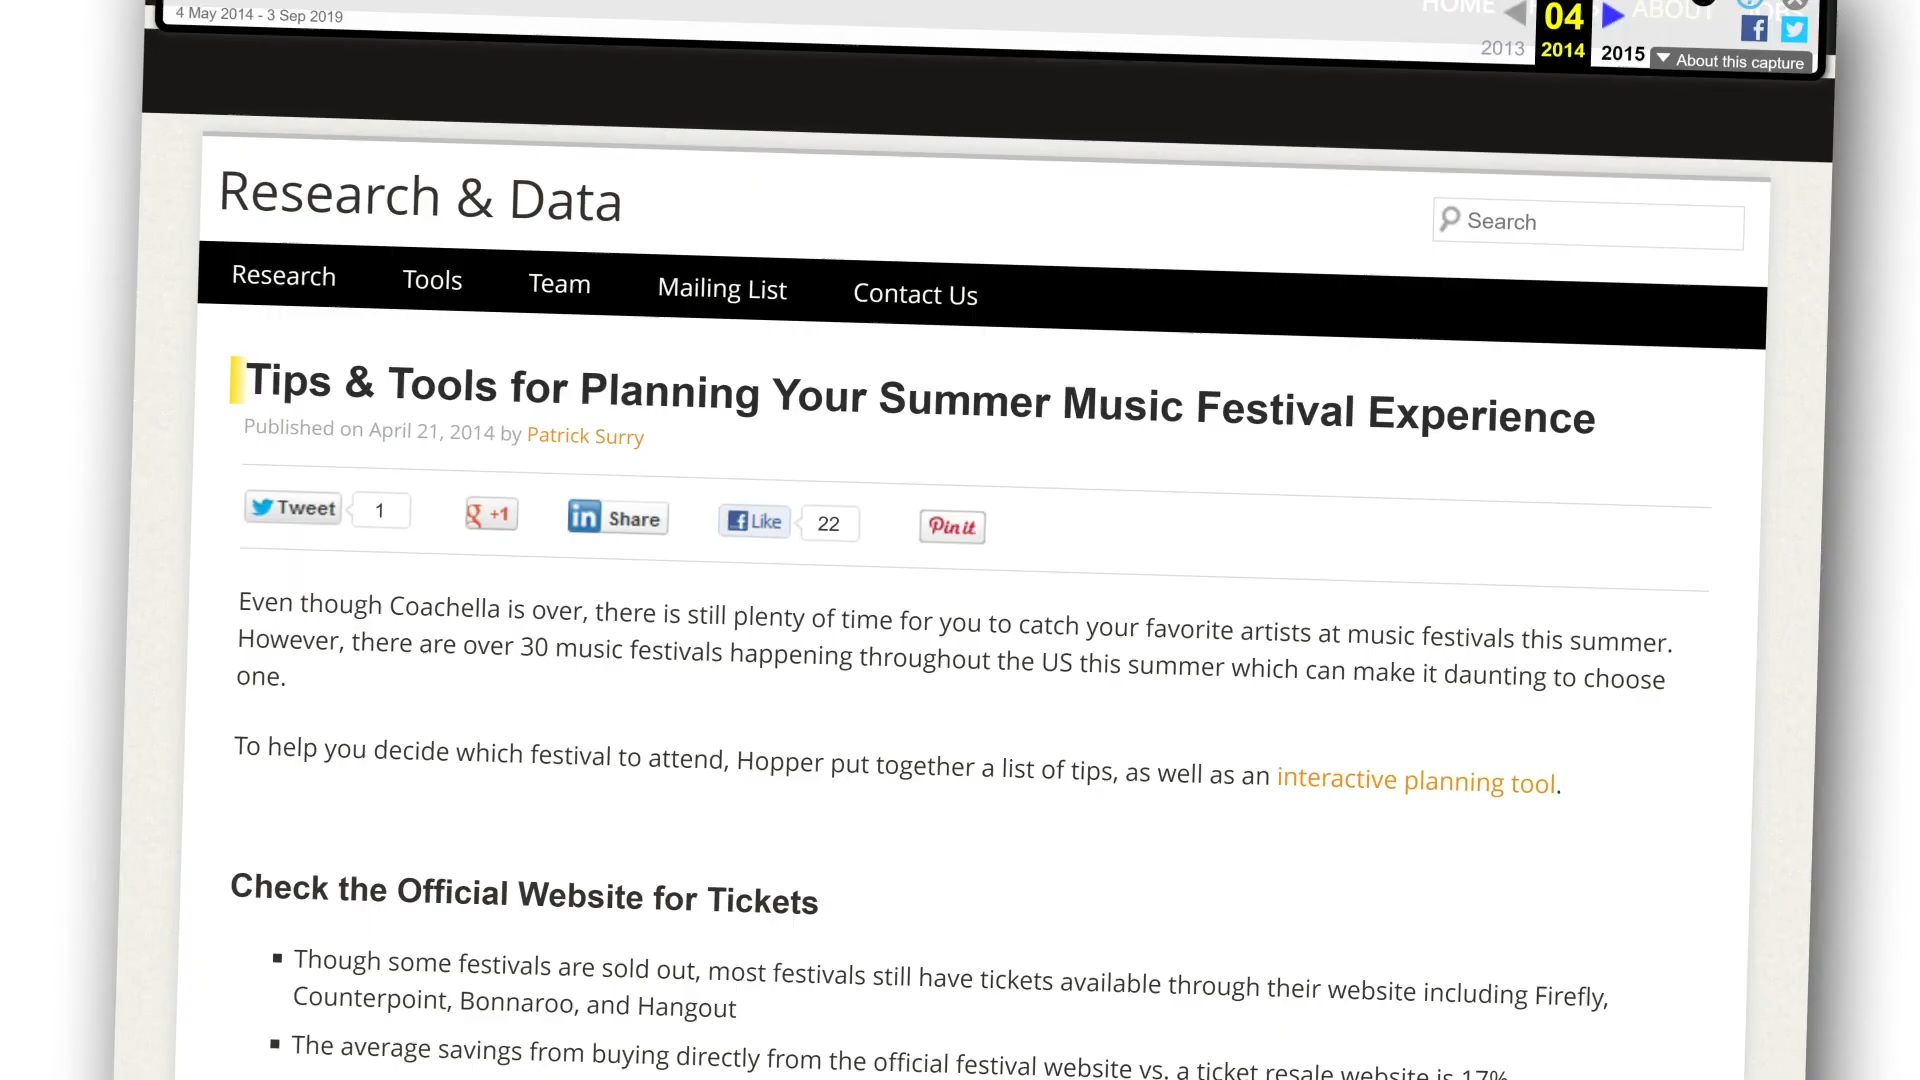 4 May 2014 - 3 Sep 2019
HOME
ABOUT
04
2013
2014
2015
About this capture
Research & Data
Search
Research Tools Team Mailing List Contact Us
Tips & Tools for Planning Your Summer Music Festival Experience
Published on April 21, 2014 by Patrick Surry
Tweet 1 g +1 in Share f Like 22 Pin it
Even though Coachella is over, there is still plenty of time for you to catch your favorite artists at music festivals this summer.
However, there are over 30 music festivals happening throughout the US this summer which can make it daunting to choose
one.
To help you decide which festival to attend, Hopper put together a list of tips, as well as an interactive planning tool.
Check the Official Website for Tickets
Though some festivals are sold out, most festivals still have tickets available through their website including Firefly,
Counterpoint, Bonnaroo, and Hangout
The average savings from buying directly from the official festival website vs. a ticket resale website is 17%